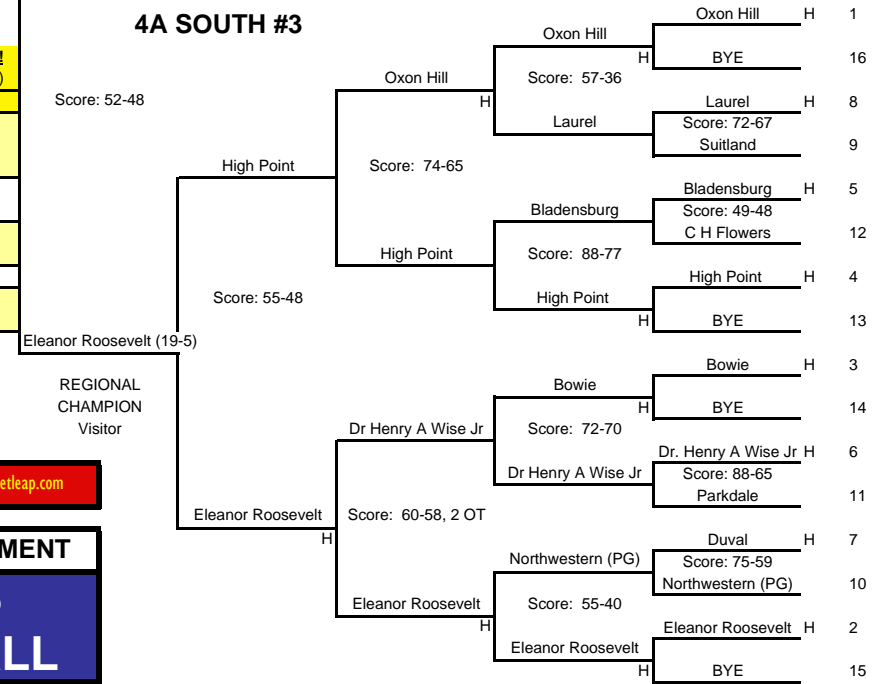 4A SOUTH #3
Oxon Hill H 1
Oxon Hill
!
H BYE 16
)
Oxon Hill Score: 57-36
Score: 52-48
H Laurel H 8
Laurel Score: 72-67
Suitland 9
High Point Score: 74-65
Bladensburg H 5
Bladensburg Score: 49-48
C H Flowers 12
High Point Score: 88-77
High Point H 4
Score: 55-48 High Point
H BYE 13
Eleanor Roosevelt (19-5)
Bowie H 3
REGIONAL Bowie
CHAMPION H BYE 14
Visitor Dr Henry A Wise Jr Score: 72-70
Dr. Henry A Wise Jr H 6
Dr Henry A Wise Jr Score: 88-65
etleap.com
Parkdale 11
Eleanor Roosevelt Score: 60-58, 2 OT
H Duval H 7
MENT
Northwestern (PG) Score: 75-59
Northwestern (PG) 10
Eleanor Roosevelt Score: 55-40
H Eleanor Roosevelt H 2
Eleanor Roosevelt
LL
H BYE 15